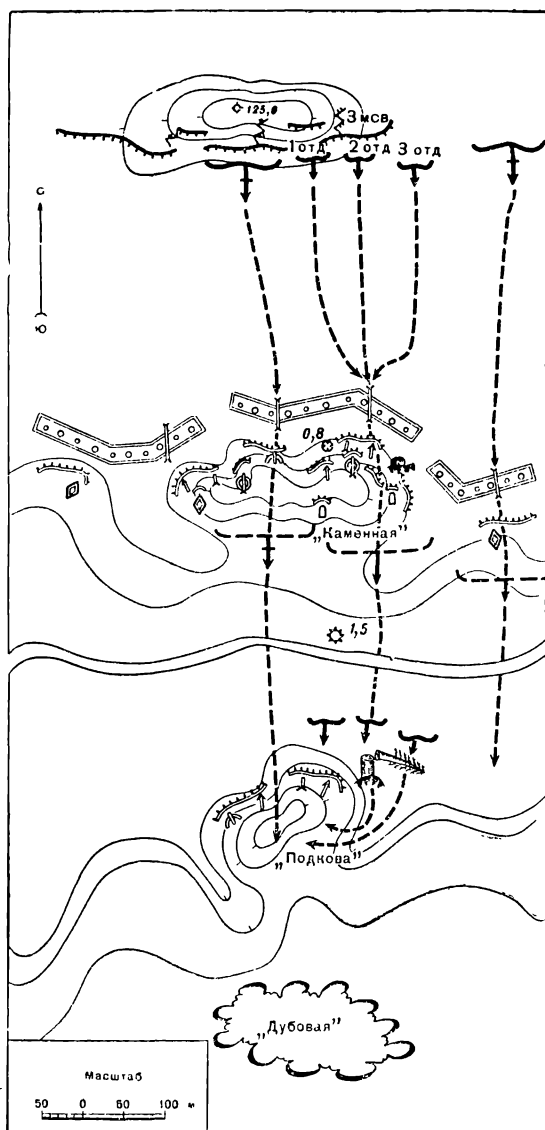 125,0
3 мсв
1 отд 2 отд 3 отд
с
ю
0,8
„Каменная"
1,5
„Подкова"
„Дубовая"
Масштаб
50 0 50 100 м